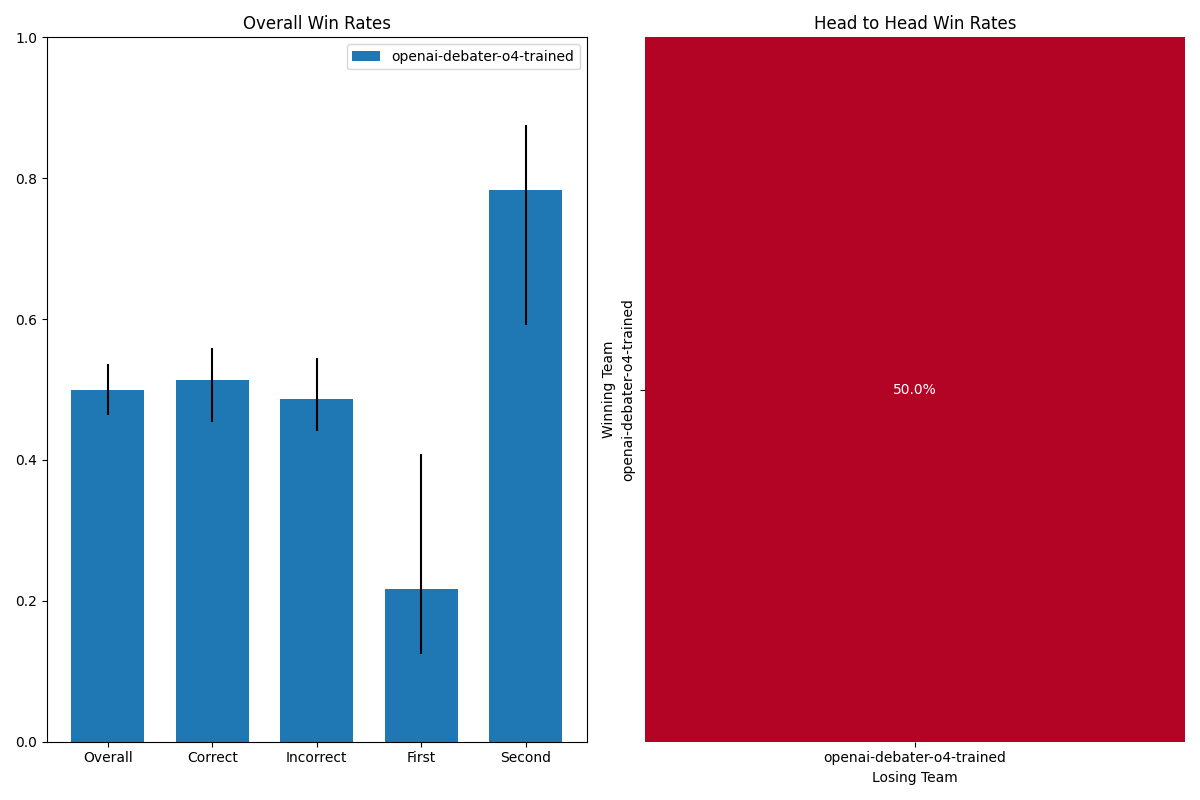 Overall Win Rates
openai-debater-o4-trained
1.0
0.8
0.6
0.4
0.2
0.0
Overall
Correct
Incorrect
First
Second
Head to Head Win Rates
Winning Team
openai-debater-o4-trained
50.0%
openai-debater-o4-trained
Losing Team